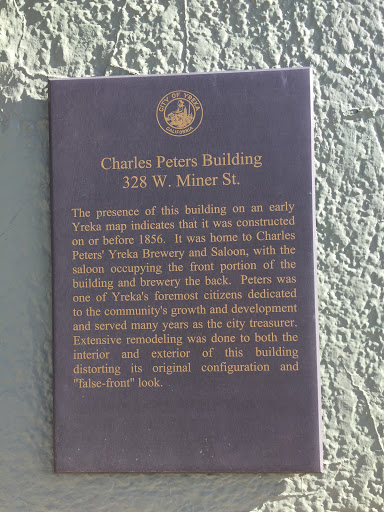 CITY OF YREKA
CALIFORNIA
Charles Peters Building
328 W. Miner St.
The presence of this building on an early
Yreka map indicates that it was constructed
on or before 1856. It was home to Charles
Peters' Yreka Brewery and Saloon, with the
saloon occupying the front portion of the
building and brewery the back. Peters was
one of Yreka's foremost citizens dedicated
to the community's growth and development
and served many years as the city treasurer.
Extensive remodeling was done to both the
interior and exterior of this building
distorting its original configuration and
"false-front" look.